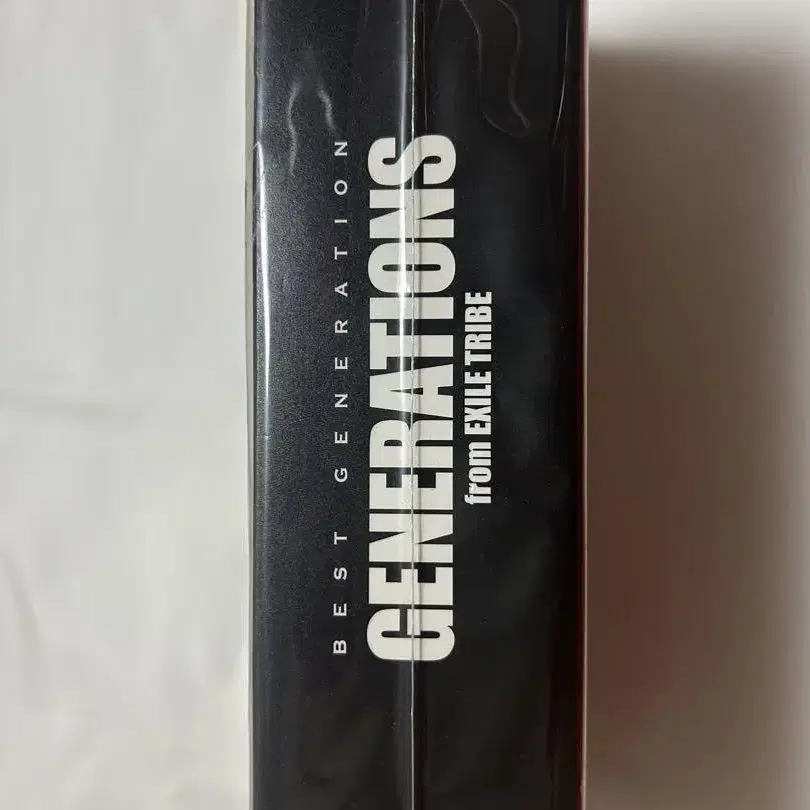 BEST GENERATION
GENERATIONS
from EXILE TRIBE